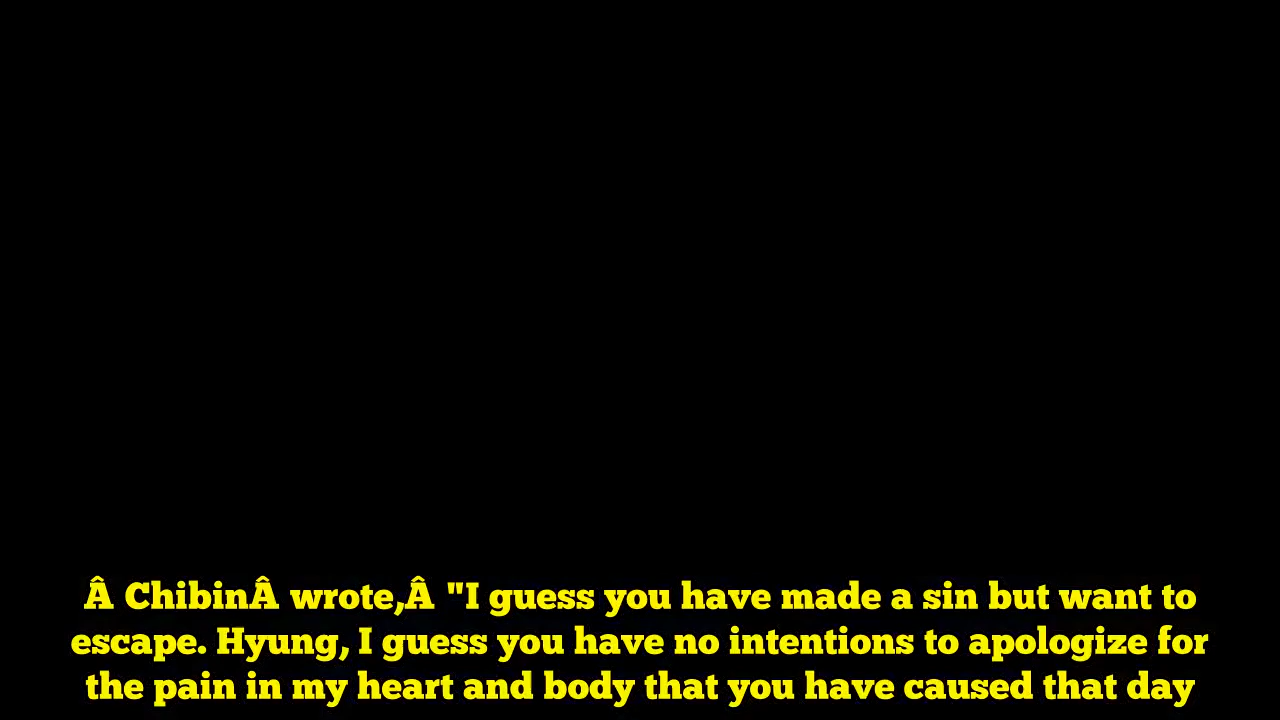 Â ChibinÂ wrote,Â "I guess you have made a sin but want to
escape. Hyung, I guess you have no intentions to apologize for
the pain in my heart and body that you have caused that day